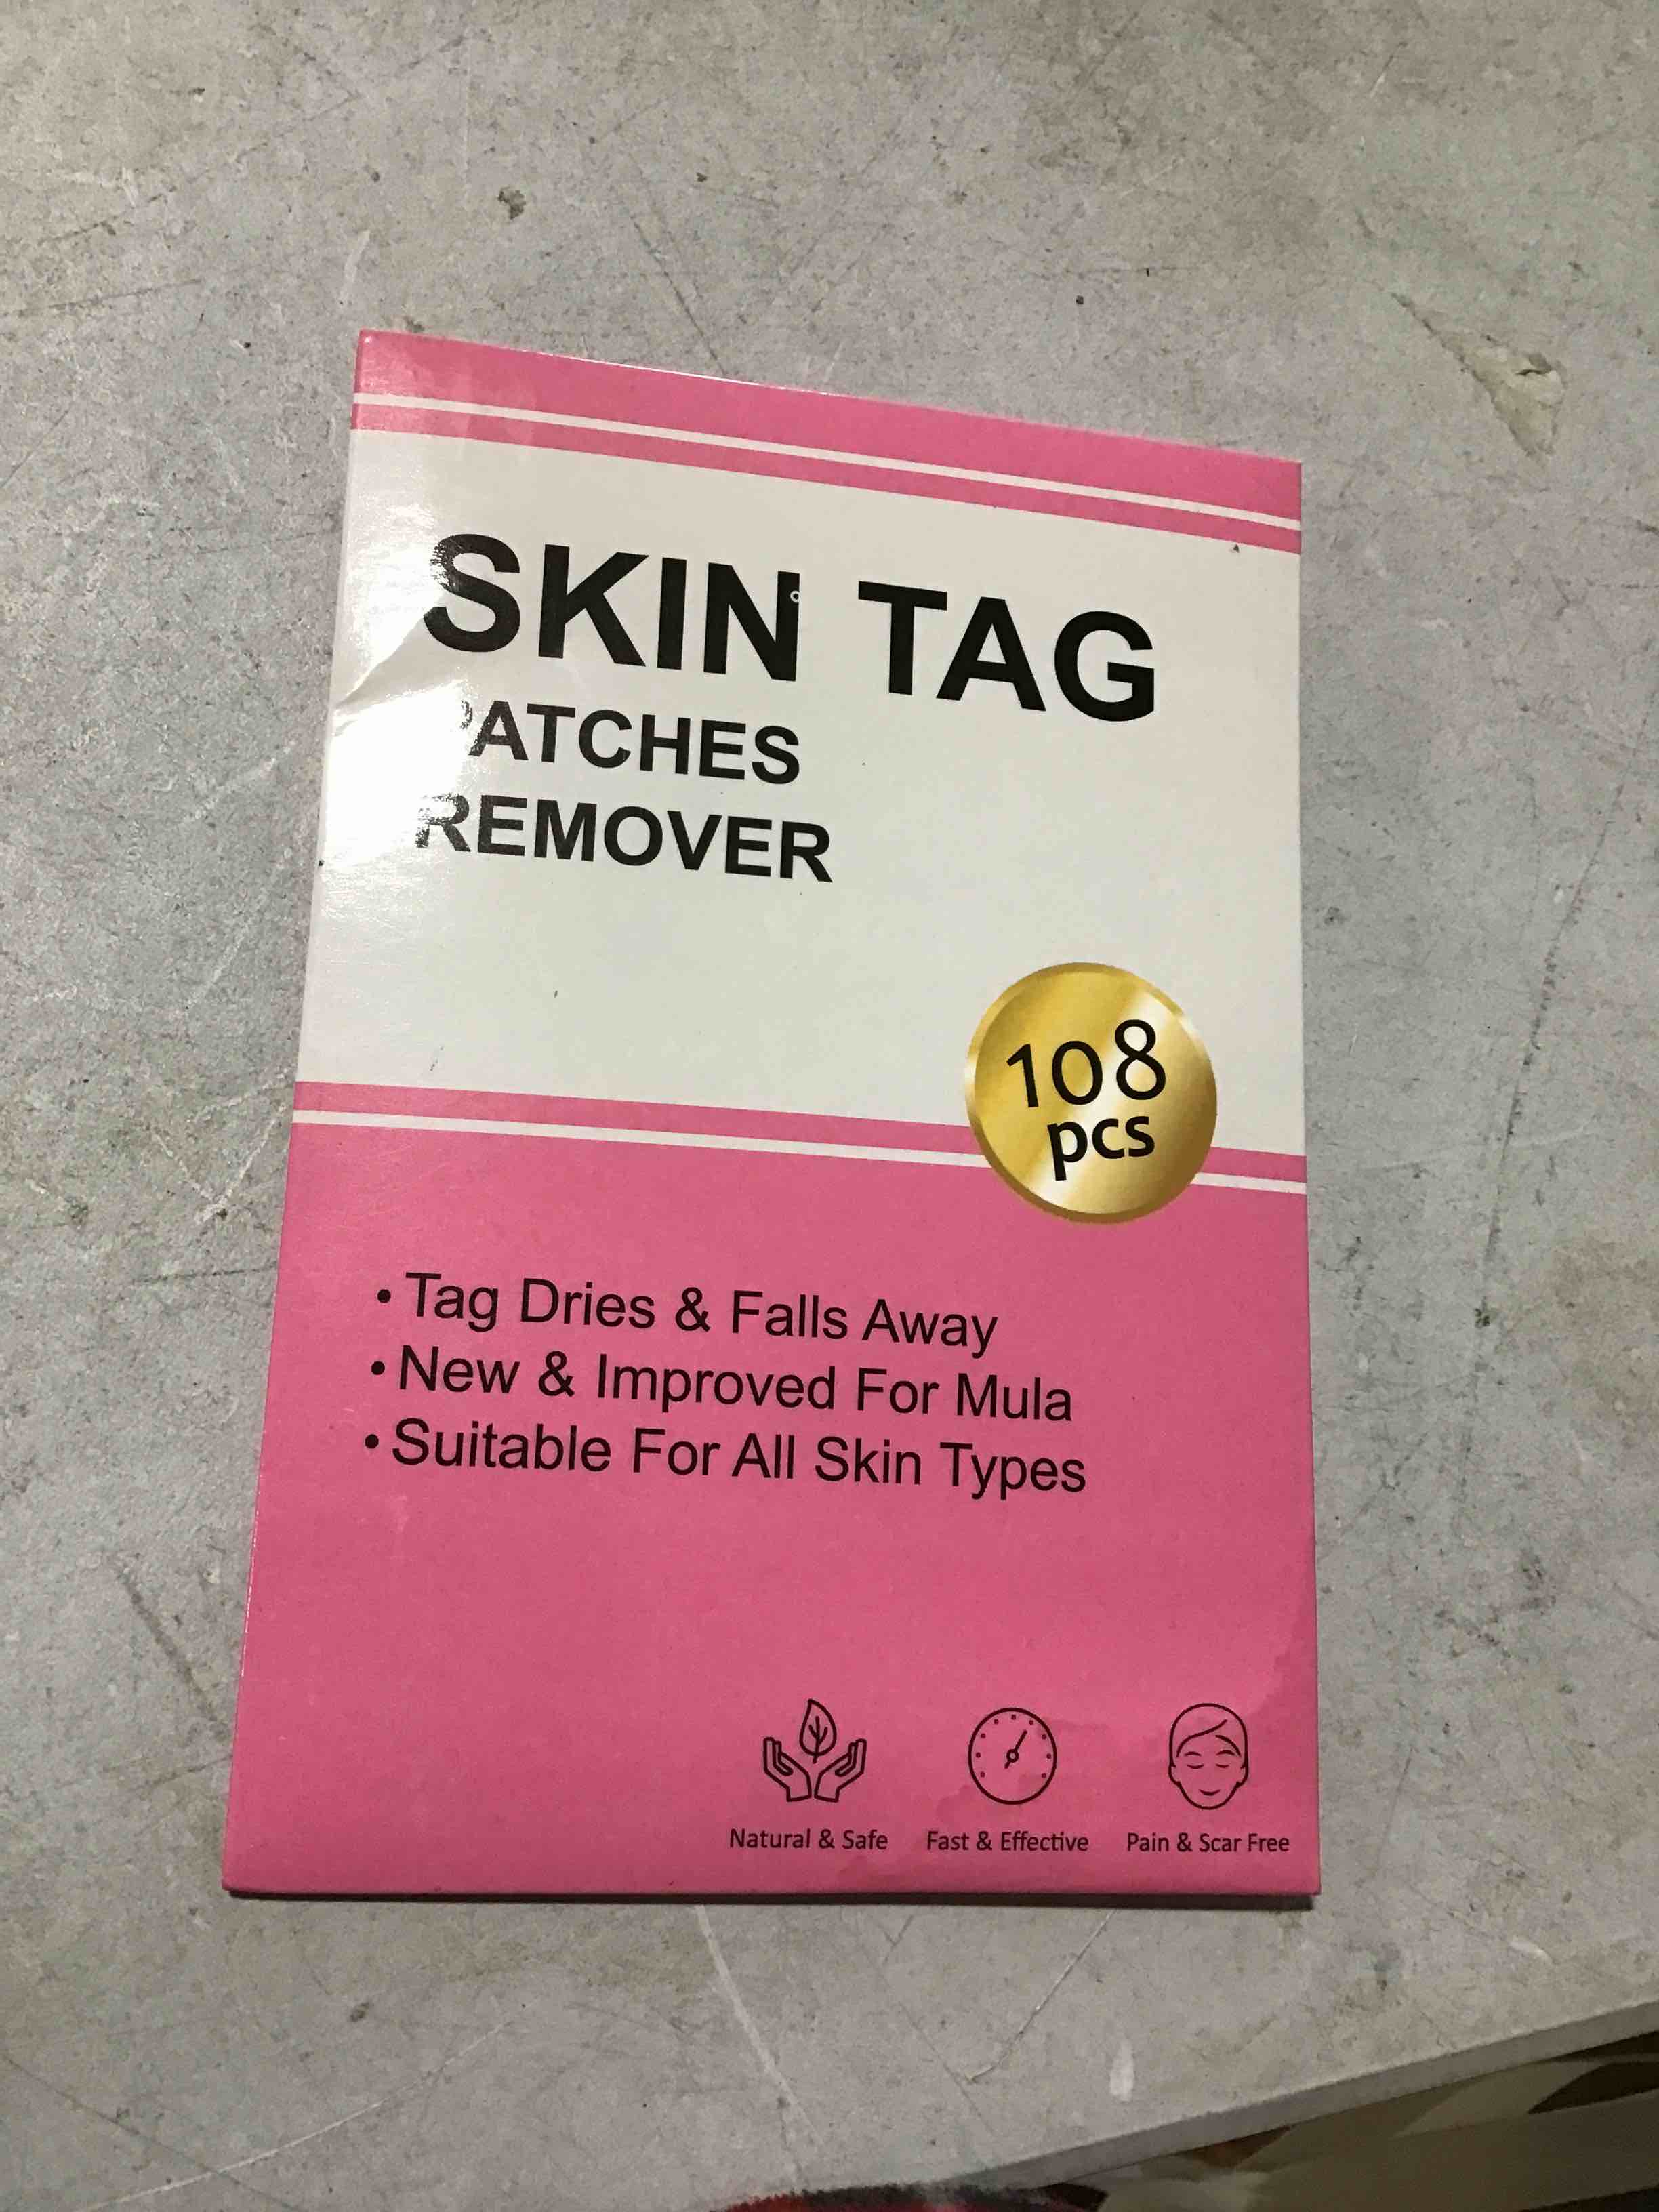 SKIN TAG
PATCHES
REMOVER
108
pcs
• Tag Dries & Falls Away
• New & Improved For Mula
• Suitable For All Skin Types
Natural & Safe
Fast & Effective
Pain & Scar Free